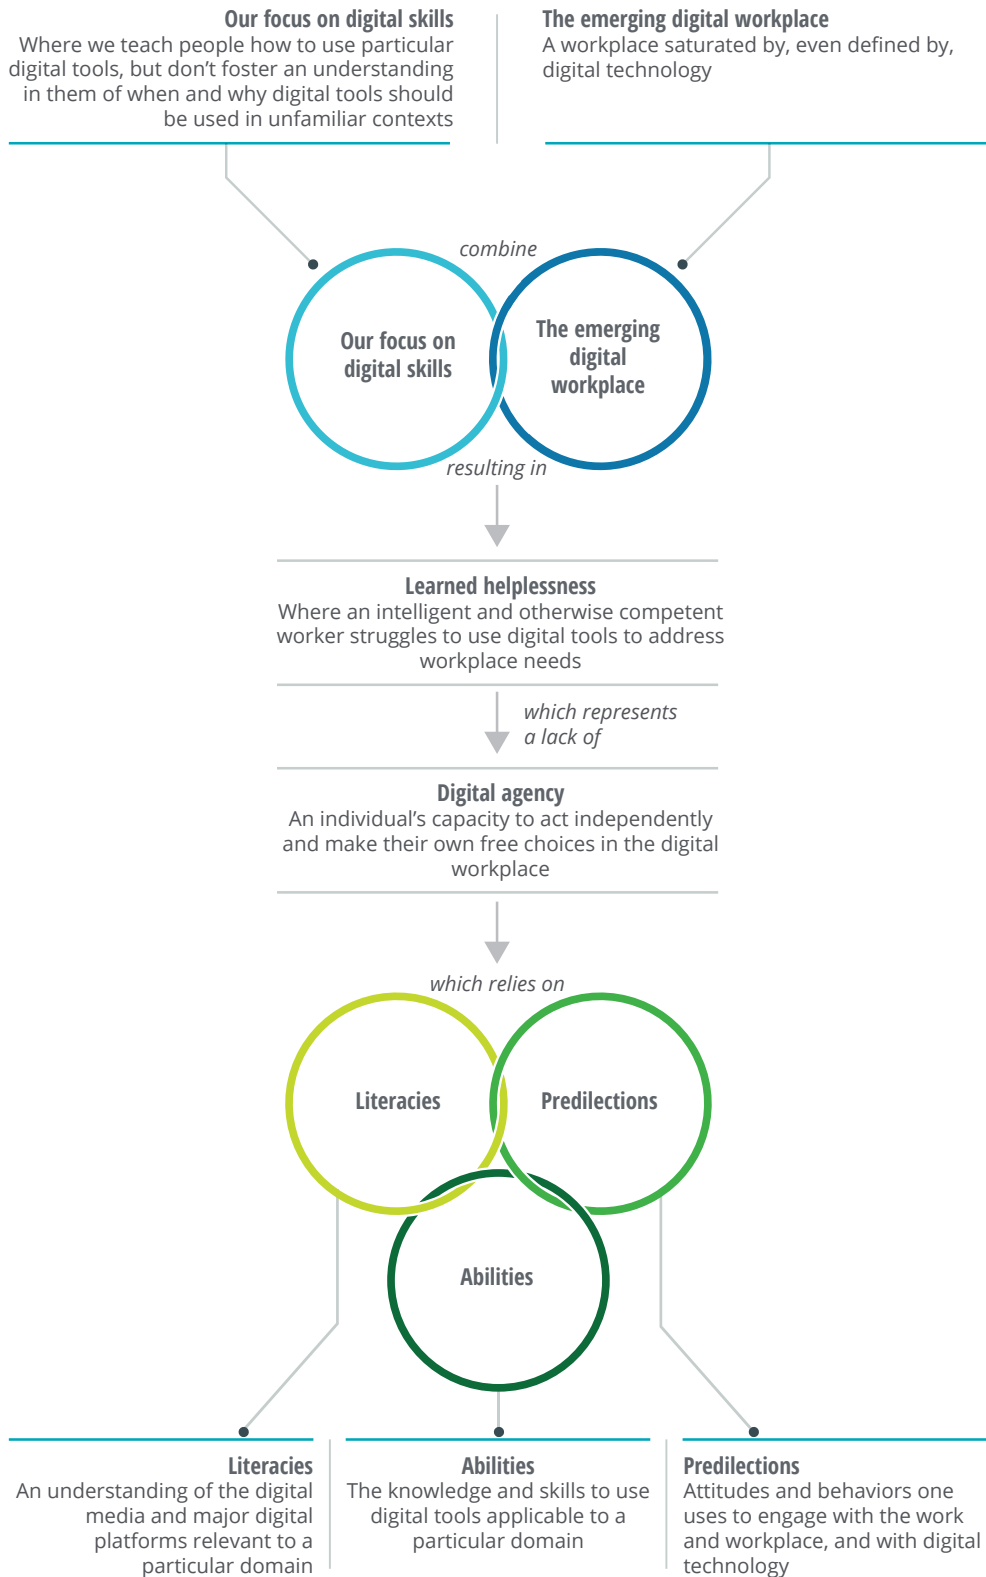 Our focus on digital skills
Where we teach people how to use particular
digital tools, but don’t foster an understanding
in them of when and why digital tools should
be used in unfamiliar contexts
The emerging digital workplace
A workplace saturated by, even defined by,
digital technology
combine
Our focus on
digital skills
The emerging
digital
workplace
resulting in
Learned helplessness
Where an intelligent and otherwise competent
worker struggles to use digital tools to address
workplace needs
which represents
a lack of
Digital agency
An individual’s capacity to act independently
and make their own free choices in the digital
workplace
which relies on
Literacies
Predilections
Abilities
Literacies
An understanding of the digital
media and major digital
platforms relevant to a
particular domain
Abilities
The knowledge and skills to use
digital tools applicable to a
particular domain
Predilections
Attitudes and behaviors one
uses to engage with the work
and workplace, and with digital
technology